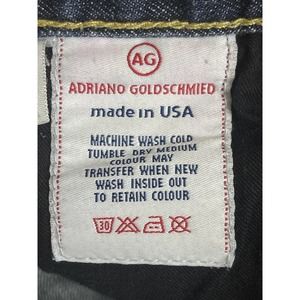 AG
ADRIANO GOLDSCHMIED
made in USA
MACHINE WASH COLD
TUMBLE DRY MEDIUM
COLOUR MAY
TRANSFER WHEN NEW
WASH INSIDE OUT
TO RETAIN COLOUR
30